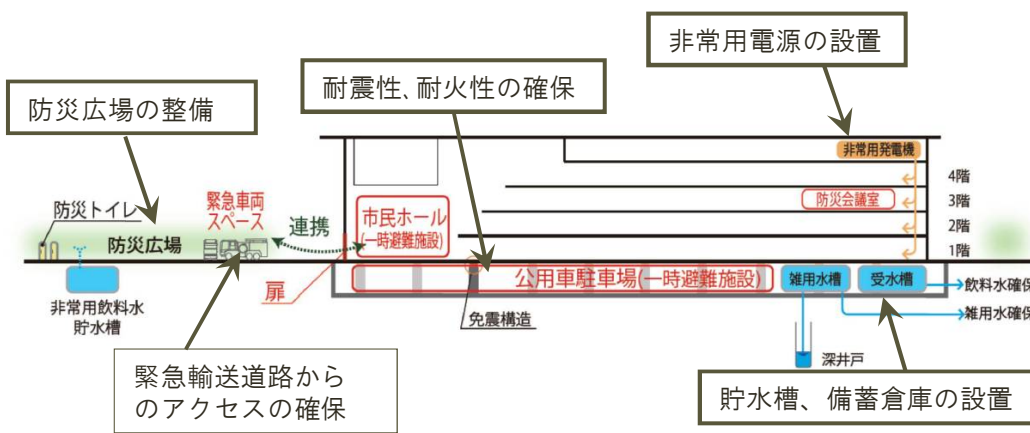 非常用電源の設置
耐震性、耐火性の確保
防災広場の整備
非常用発電機
4階
防災会議室
3階
2階
1階
防災トイレ
緊急車両
スペース
連携
市民ホール
(一時避難施設)
防災広場
扉
公用車駐車場(一時避難施設)
雑用水槽
受水槽
飲料水確保
雑用水確保
非常用飲料水
貯水槽
免震構造
深井戸
緊急輸送道路から
のアクセスの確保
貯水槽、備蓄倉庫の設置